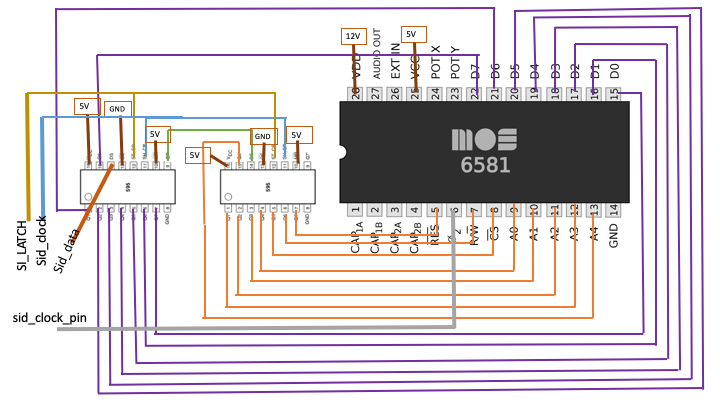 12V
5V
VDD
AUDIO OUT
EXT IN
VCC
POT X
POT Y
D7
D6
D5
D4
D3
D2
D1
D0
28
27
26
25
24
23
22
21
20
19
18
17
16
15
5V
GND
5V
5V
GND
5V
595
595
mos
6581
1
2
3
4
5
6
7
8
9
10
11
12
13
14
CAP1A
CAP1B
CAP2A
CAP2B
RES
R/W
CS
A0
A1
A2
A3
A4
GND
SI_LATCH
Sid_clock
Sid_data
sid_clock_pin